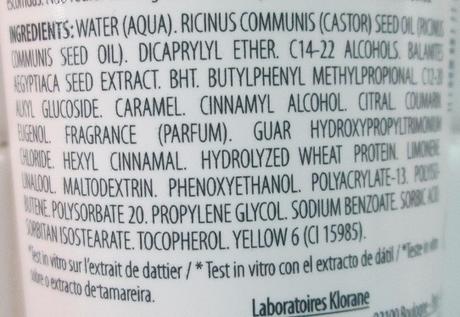 INGREDIENTS: WATER (AQUA). RICINUS COMMUNIS (CASTOR) SEED OIL (RICINUS
COMMUNIS SEED OIL). DICAPRYLYL ETHER. C14-22 ALCOHOLS. BALANITES
AEGYPTIACA SEED EXTRACT. BHT. BUTYLPHENYL METHYLPROPIONAL. C12-20
ALKYL GLUCOSIDE. CARAMEL. CINNAMYL ALCOHOL. CITRAL. COUMARIN.
EUGENOL. FRAGRANCE (PARFUM). GUAR HYDROXYPROPYLTRIMONIUM
CHLORIDE. HEXYL CINNAMAL. HYDROLYZED WHEAT PROTEIN. LIMONENE.
LINALOOL. MALTODEXTRIN. PHENOXYETHANOL. POLYACRYLATE-13. POLYISO-
BUTENE. POLYSORBATE 20. PROPYLENE GLYCOL. SODIUM BENZOATE. SORBIC ACID.
SORBITAN ISOSTEARATE. TOCOPHEROL. YELLOW 6 (CI 15985).
*Test in vitro sur l'extrait de dattier / * Test in vitro con el extracto de dátil / *Teste in vitro
sobre o extracto de tamareira.
Laboratoires Klorane